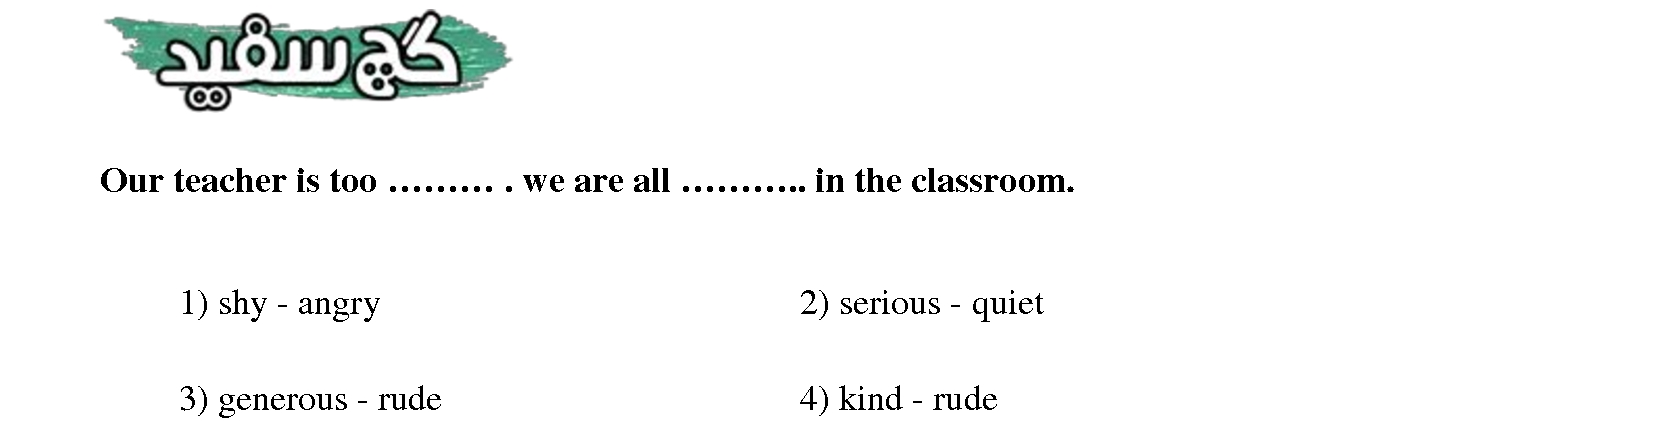 گچ سفید
Our teacher is too ……… . we are all ……….. in the classroom.
1) shy - angry
2) serious - quiet
3) generous - rude
4) kind - rude